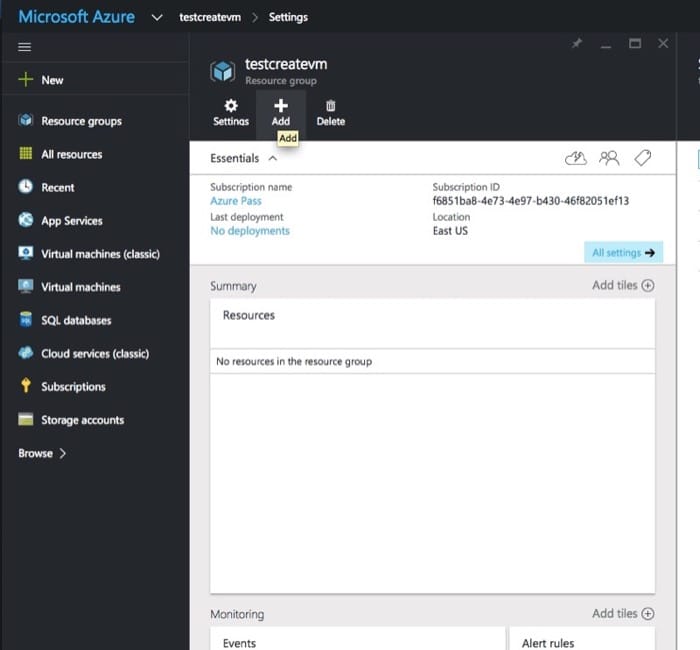 Microsoft Azure testcreatevm > Settings
New
Resource groups
All resources
Recent
App Services
Virtual machines (classic)
Virtual machines
SQL databases
Cloud services (classic)
Subscriptions
Storage accounts
Browse >
testcreatevm
Resource group
Settings Add Delete
Add
Essentials
Subscription name
Azure Pass
Last deployment
No deployments
Subscription ID
f6851ba8-4e73-4e97-b430-46f82051ef13
Location
East US
All settings →
Summary Add tiles
Resources
No resources in the resource group
Monitoring Add tiles
Events Alert rules